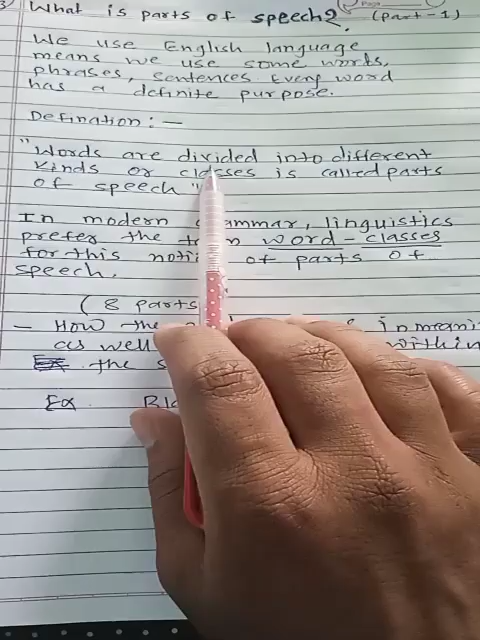 What is parts of speech? (part-1)
We use English language
means we use some works,
phrases, sentences Every word
has a definite purpose.
Defination :-
"Words are divided into different
kinds or classes is called parts
of speech "
In modern grammar, linguistics
prefer the word-classes
for this of parts of
speech.
(8 parts
- How the in meani
as well within
the
Ex